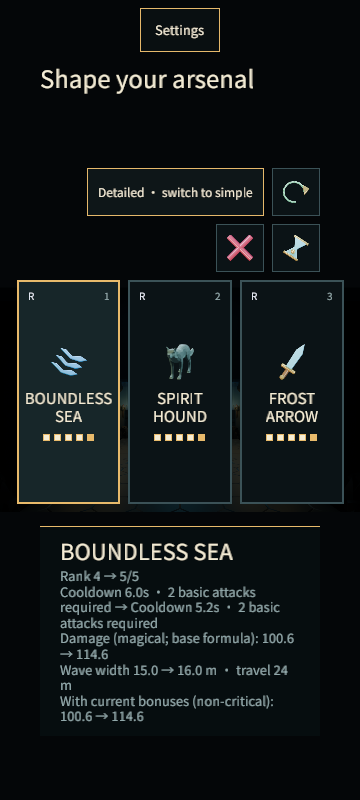 Settings
Shape your arsenal
Detailed • switch to simple
R 1
BOUNDLESS
SEA
R 2
SPIRIT
HOUND
R 3
FROST
ARROW
BOUNDLESS SEA
Rank 4 → 5/5
Cooldown 6.0s • 2 basic attacks
required → Cooldown 5.2s • 2 basic
attacks required
Damage (magical; base formula): 100.6
→ 114.6
Wave width 15.0 → 16.0 m • travel 24
m
With current bonuses (non-critical):
100.6 → 114.6